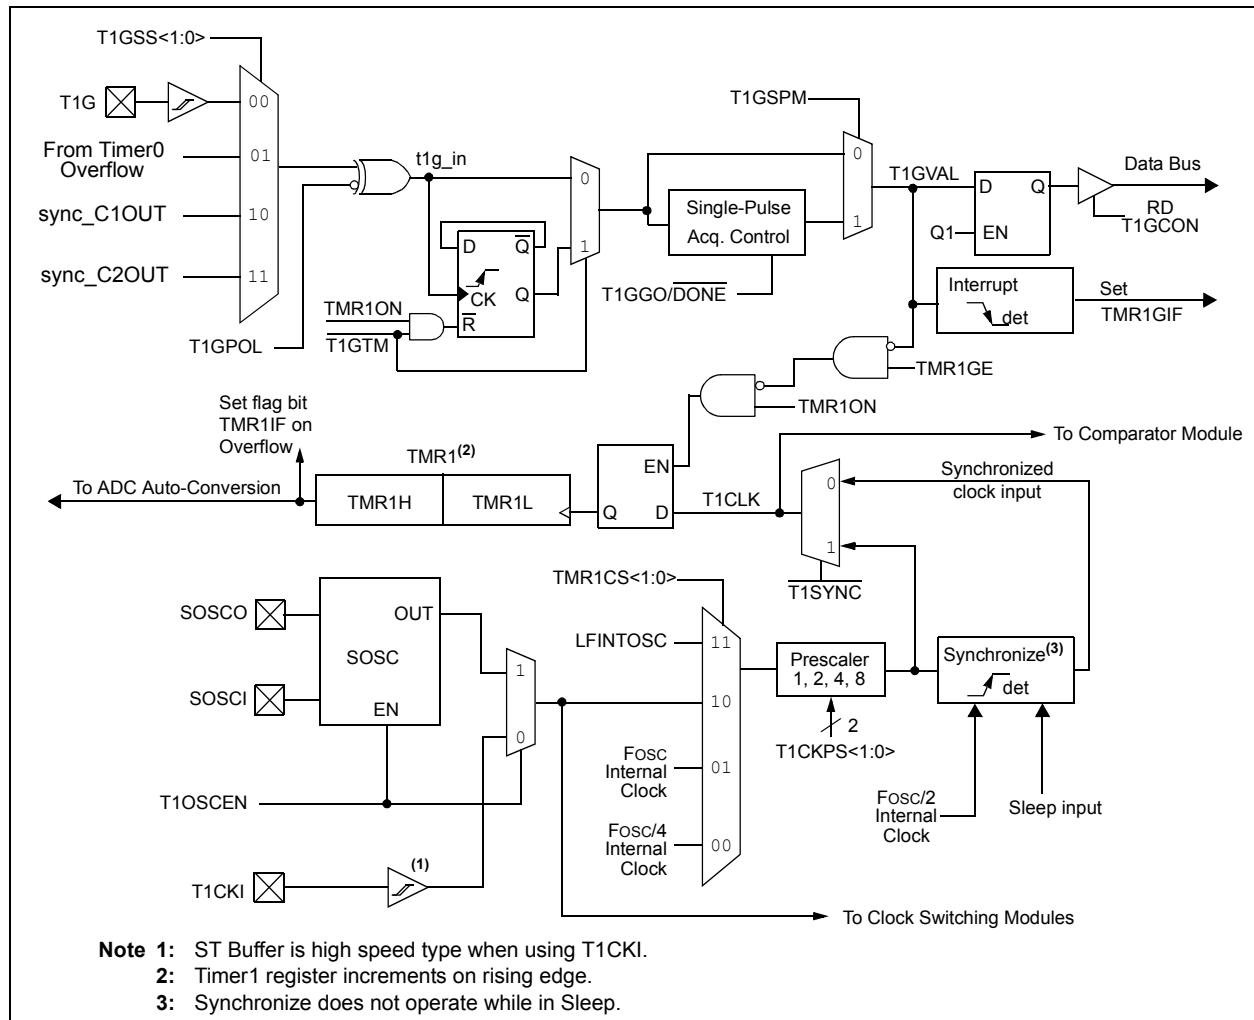 T1GSS<1:0>
T1G
00
From Timer0
Overflow
01
sync_C1OUT
10
sync_C2OUT
11
T1GPOL
t1g_in
0
1
D
Q
CK
Q
R
TMR1ON
T1GTM
T1GSPM
0
1
Single-Pulse
Acq. Control
T1GGO/DONE
T1GVAL
D
Q
Q1
EN
Data Bus
RD
T1GCON
Interrupt
det
Set
TMR1GIF
TMR1GE
TMR1ON
Set flag bit
TMR1IF on
Overflow
TMR1(2)
To ADC Auto-Conversion
TMR1H
TMR1L
EN
Q
D
T1CLK
To Comparator Module
Synchronized
clock input
0
1
T1SYNC
SOSCO
OUT
SOSC
SOSCI
EN
1
0
T1OSCEN
T1CKI
(1)
TMR1CS<1:0>
LFINTOSC
11
10
FOSC
Internal
Clock
01
FOSC/4
Internal
Clock
00
Prescaler
1, 2, 4, 8
2
T1CKPS<1:0>
Synchronize(3)
det
FOSC/2
Internal
Clock
Sleep input
To Clock Switching Modules
Note 1: ST Buffer is high speed type when using T1CKI.
2: Timer1 register increments on rising edge.
3: Synchronize does not operate while in Sleep.